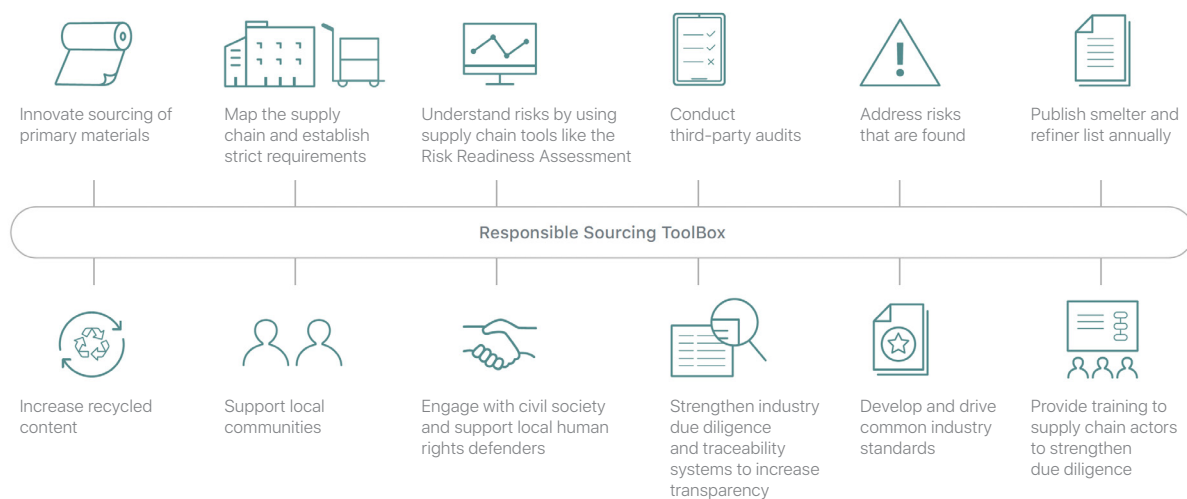 Innovate sourcing of
primary materials
Map the supply
chain and establish
strict requirements
Understand risks by using
supply chain tools like the
Risk Readiness Assessment
Conduct
third-party audits
Address risks
that are found
Publish smelter and
refiner list annually
Responsible Sourcing ToolBox
Increase recycled
content
Support local
communities
Engage with civil society
and support local human
rights defenders
Strengthen industry
due diligence
and traceability
systems to increase
transparency
Develop and drive
common industry
standards
Provide training to
supply chain actors
to strengthen
due diligence